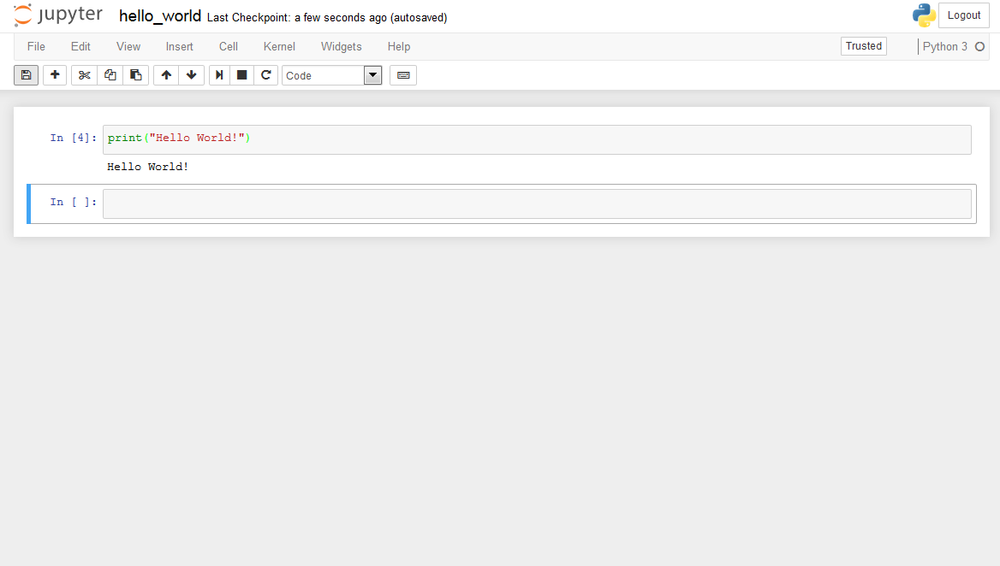 jupyter hello_world Last Checkpoint: a few seconds ago (autosaved) Logout
File Edit View Insert Cell Kernel Widgets Help Trusted Python 3
Code
In [4]: print("Hello World!")
Hello World!
In [ ]: